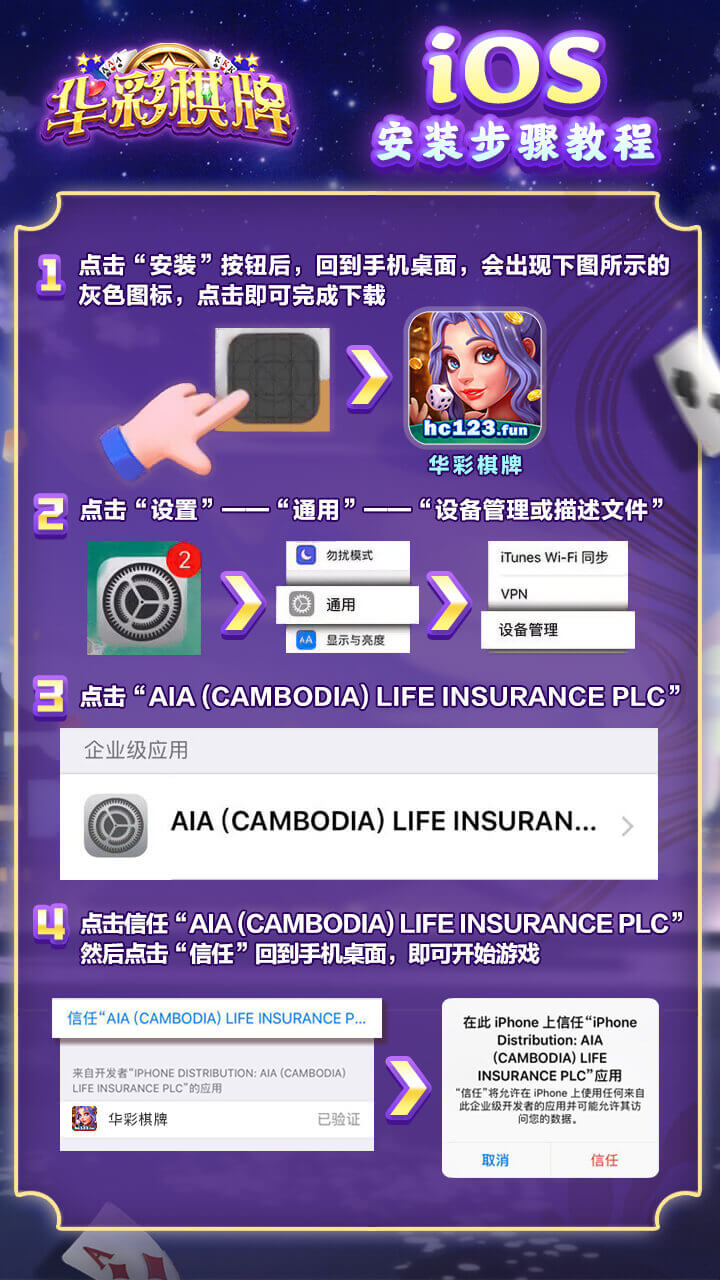 华彩棋牌
iOS
安装步骤教程
1 点击“安装”按钮后，回到手机桌面，会出现下图所示的
灰色图标，点击即可完成下载
hc123.fun
华彩棋牌
2 点击“设置”——“通用”——“设备管理或描述文件”
2
勿扰模式
通用
显示与亮度
iTunes Wi-Fi 同步
VPN
设备管理
3 点击“AIA (CAMBODIA) LIFE INSURANCE PLC”
企业级应用
AIA (CAMBODIA) LIFE INSURAN...
4 点击信任“AIA (CAMBODIA) LIFE INSURANCE PLC”
然后点击“信任”回到手机桌面，即可开始游戏
信任“AIA (CAMBODIA) LIFE INSURANCE P...
来自开发者“IPHONE DISTRIBUTION: AIA (CAMBODIA)
LIFE INSURANCE PLC”的应用
华彩棋牌 已验证
在此 iPhone 上信任“iPhone
Distribution: AIA
(CAMBODIA) LIFE
INSURANCE PLC”应用
“信任”将允许在 iPhone 上使用任何来自
此企业级开发者的应用并可能允许其访
问您的数据。
取消 信任